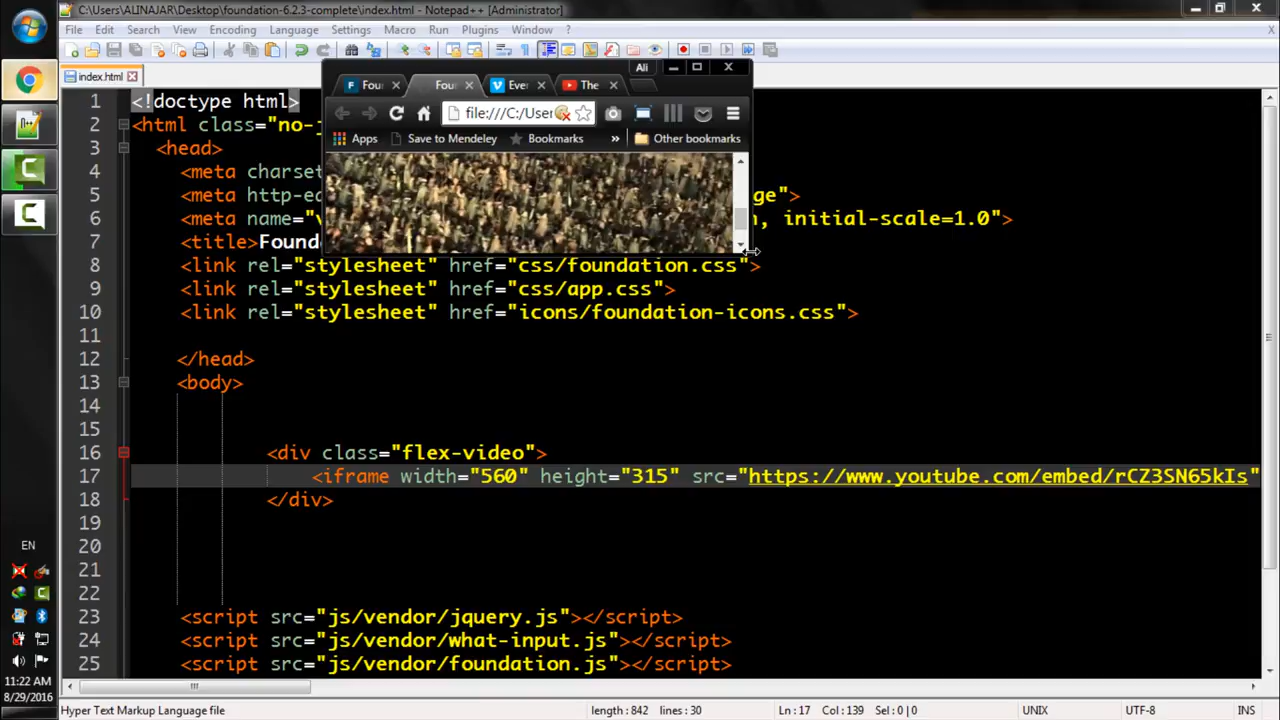 C:\Users\ALINAJAR\Desktop\foundation-6.2.3-complete\index.html - Notepad++ [Administrator]
File Edit Search View Encoding Language Settings Macro Run Plugins Window ?
index.html
Ali
Foun Foun Ever The
file:///C:/User
Apps Save to Mendeley Bookmarks » Other bookmarks
1 <!doctype html>
2 <html class="no-j
3 <head>
4 <meta charset
5 <meta http-eq ge">
6 <meta name="v n, initial-scale=1.0">
7 <title>Found
8 <link rel="stylesheet" href="css/foundation.css">
9 <link rel="stylesheet" href="css/app.css">
10 <link rel="stylesheet" href="icons/foundation-icons.css">
11
12 </head>
13 <body>
14
15
16 <div class="flex-video">
17 <iframe width="560" height="315" src="https://www.youtube.com/embed/rCZ3SN65kIs"
18 </div>
19
20
21
22
23 <script src="js/vendor/jquery.js"></script>
24 <script src="js/vendor/what-input.js"></script>
25 <script src="js/vendor/foundation.js"></script>
EN
11:22 AM
8/29/2016
Hyper Text Markup Language file length : 842 lines : 30 Ln : 17 Col : 139 Sel : 0 | 0 UNIX UTF-8 INS